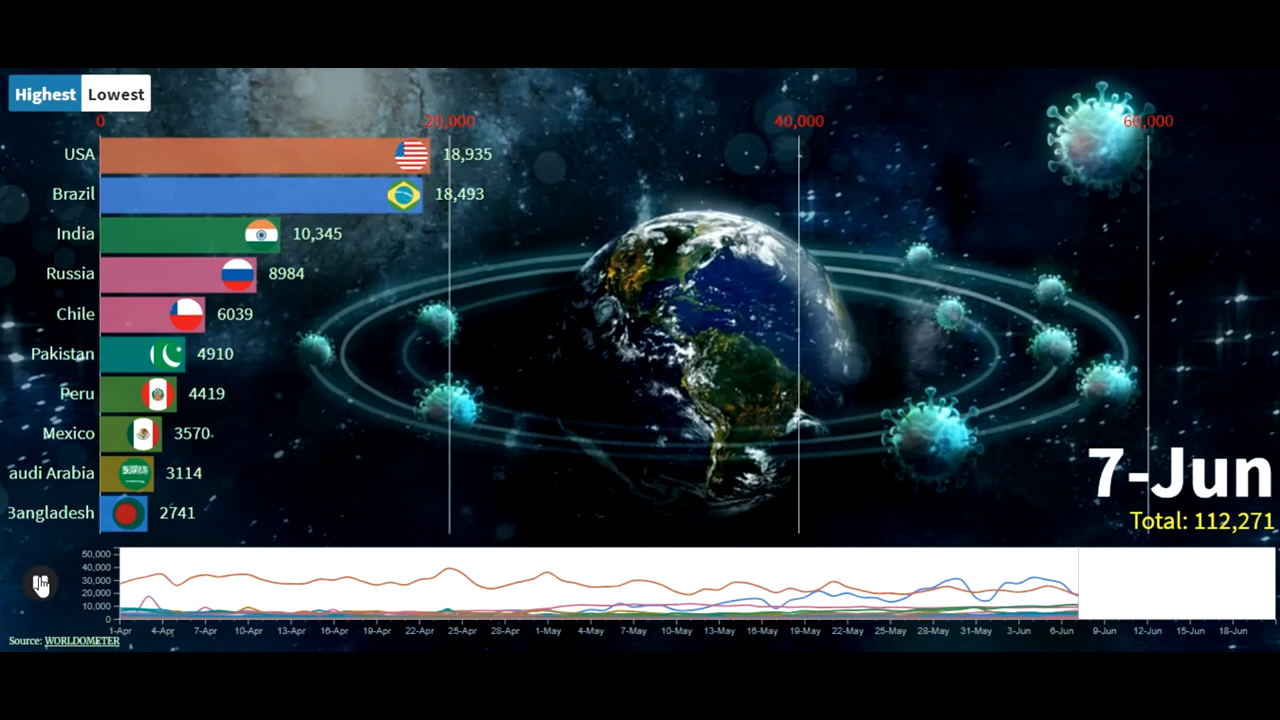 Highest Lowest
0 20,000 40,000 60,000
USA 18,935
Brazil 18,493
India 10,345
Russia 8984
Chile 6039
Pakistan 4910
Peru 4419
Mexico 3570
audi Arabia 3114
Bangladesh 2741
7-Jun
Total: 112,271
50,000
40,000
30,000
20,000
10,000
0
1-Apr 4-Apr 7-Apr 10-Apr 13-Apr 16-Apr 19-Apr 22-Apr 25-Apr 28-Apr 1-May 4-May 7-May 10-May 13-May 16-May 19-May 22-May 25-May 28-May 31-May 3-Jun 6-Jun 9-Jun 12-Jun 15-Jun 18-Jun
Source: WORLDOMETER